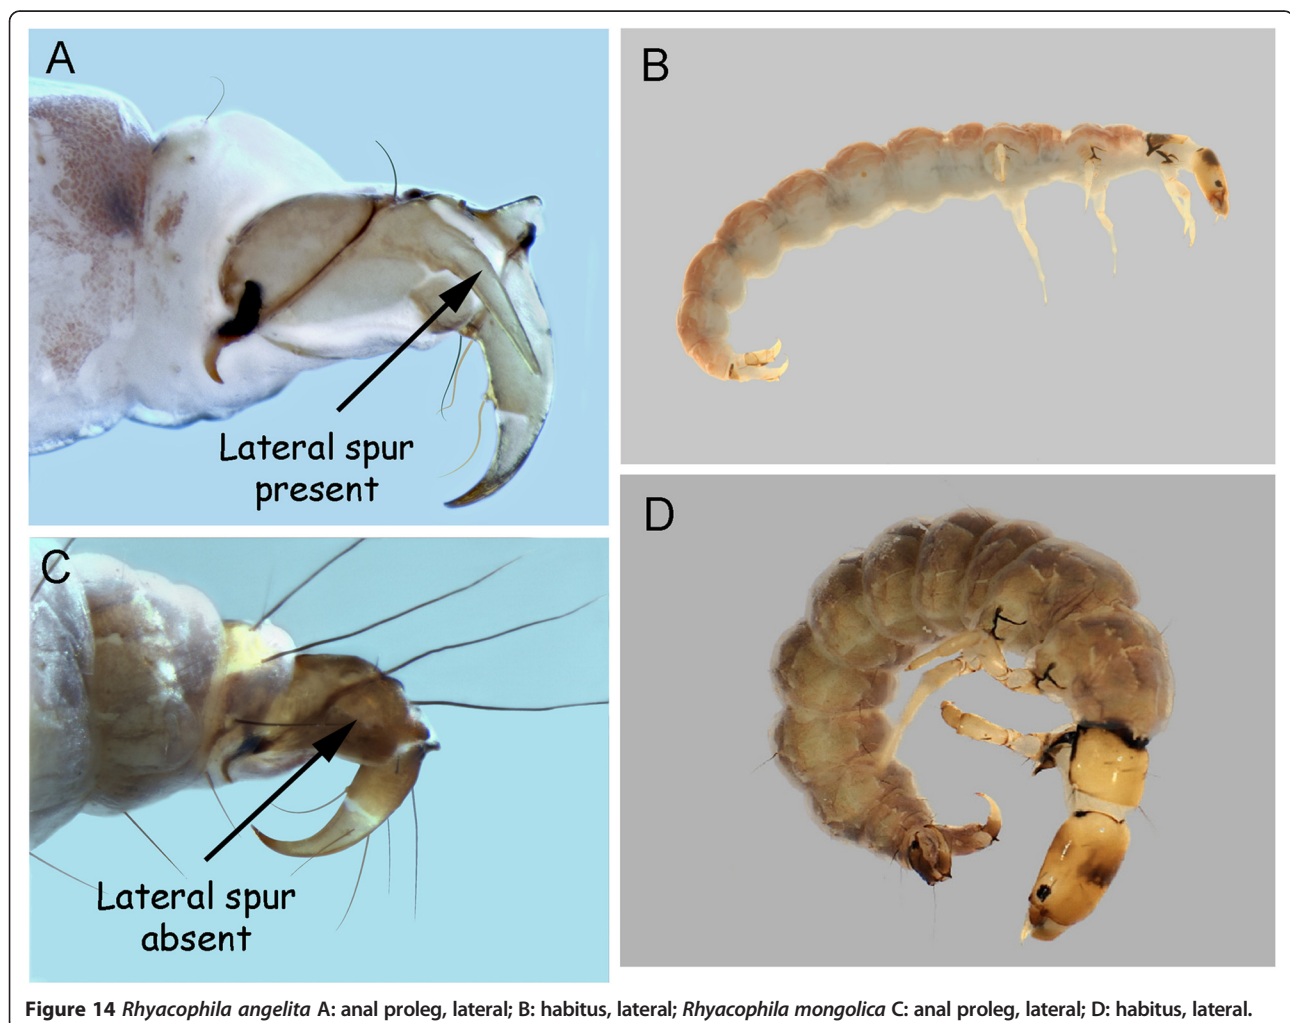 A
Lateral spur
present
B
C
Lateral spur
absent
D
Figure 14 Rhyacophila angelita A: anal proleg, lateral; B: habitus, lateral; Rhyacophila mongolica C: anal proleg, lateral; D: habitus, lateral.